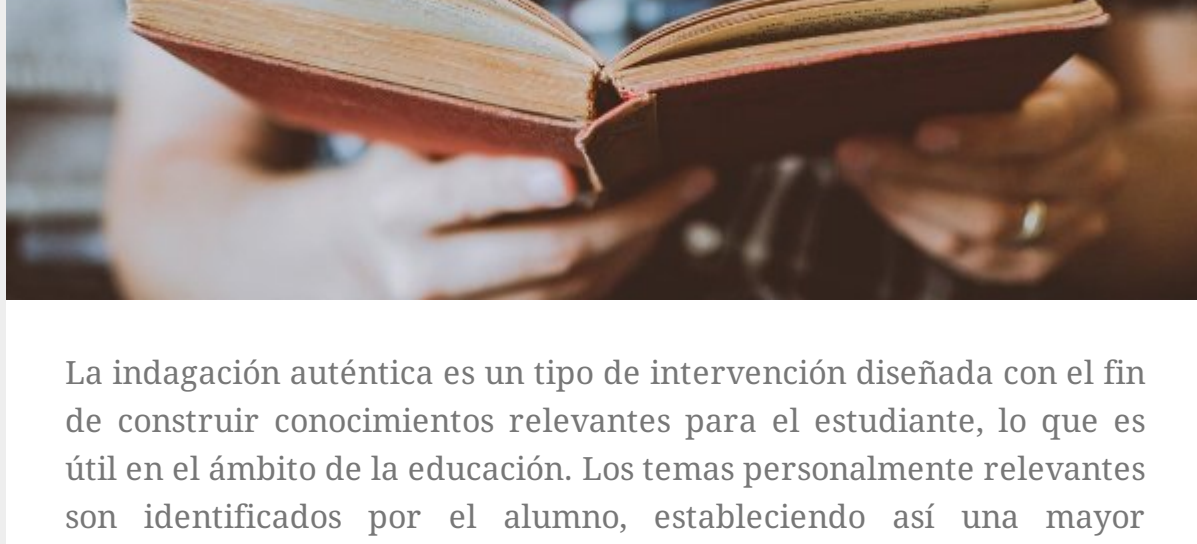 La indagación auténtica es un tipo de intervención diseñada con el fin
de construir conocimientos relevantes para el estudiante, lo que es
útil en el ámbito de la educación. Los temas personalmente relevantes
son identificados por el alumno, estableciendo así una mayor